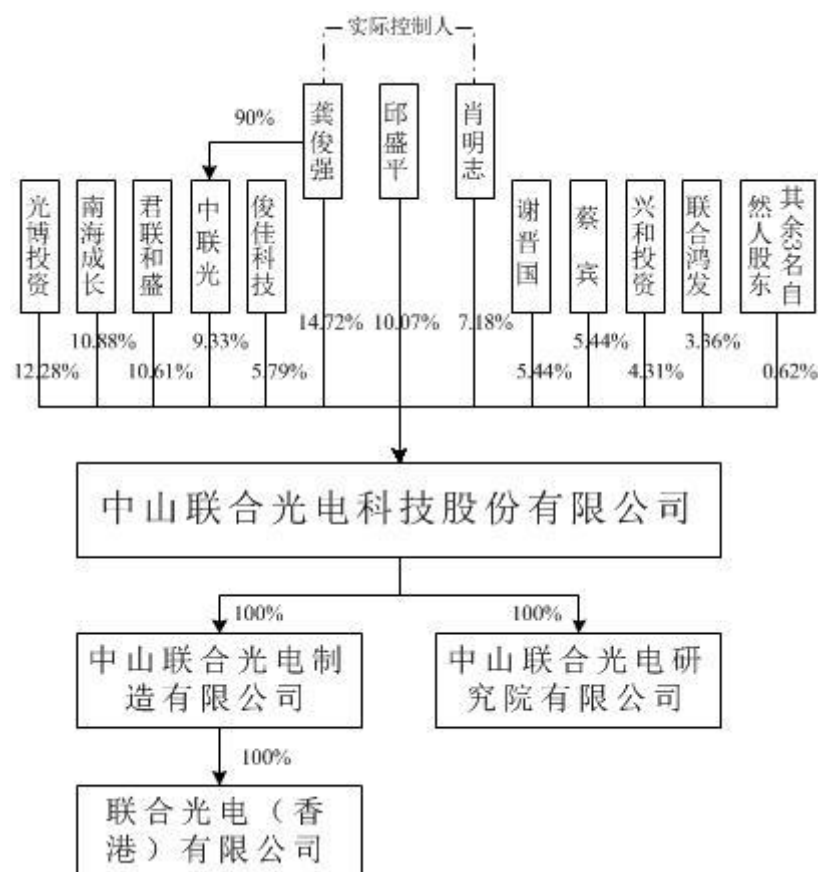 实际控制人
90%
龚俊强
邱盛平
肖明志
光博投资
南海成长
君联和盛
中联光
俊佳科技
谢晋国
蔡宾
兴和投资
联合鸿发
其余3名自
然人股东
10.88%
9.33%
14.72%
10.07%
7.18%
5.44%
3.36%
12.28%
10.61%
5.79%
5.44%
4.31%
0.62%
中山联合光电科技股份有限公司
100%
100%
中山联合光电制
造有限公司
中山联合光电研
究院有限公司
100%
联合光电（香
港）有限公司